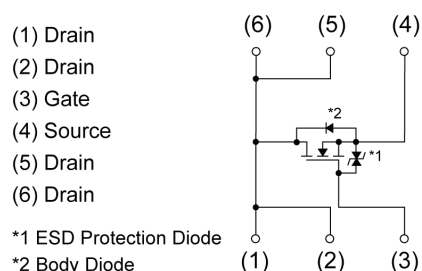 (1) Drain
(2) Drain
(3) Gate
(4) Source
(5) Drain
(6) Drain
*1 ESD Protection Diode
*2 Body Diode
(6) (5) (4)
*2
*1
(1) (2) (3)